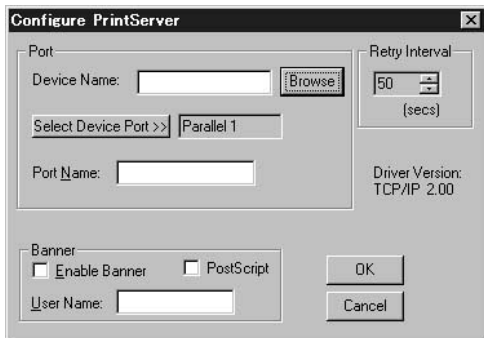 Configure PrintServer
Port
Device Name:
Browse
Select Device Port >>
Parallel 1
Port Name:
Retry Interval
50
(secs)
Driver Version:
TCP/IP 2.00
Banner
Enable Banner
PostScript
User Name:
OK
Cancel